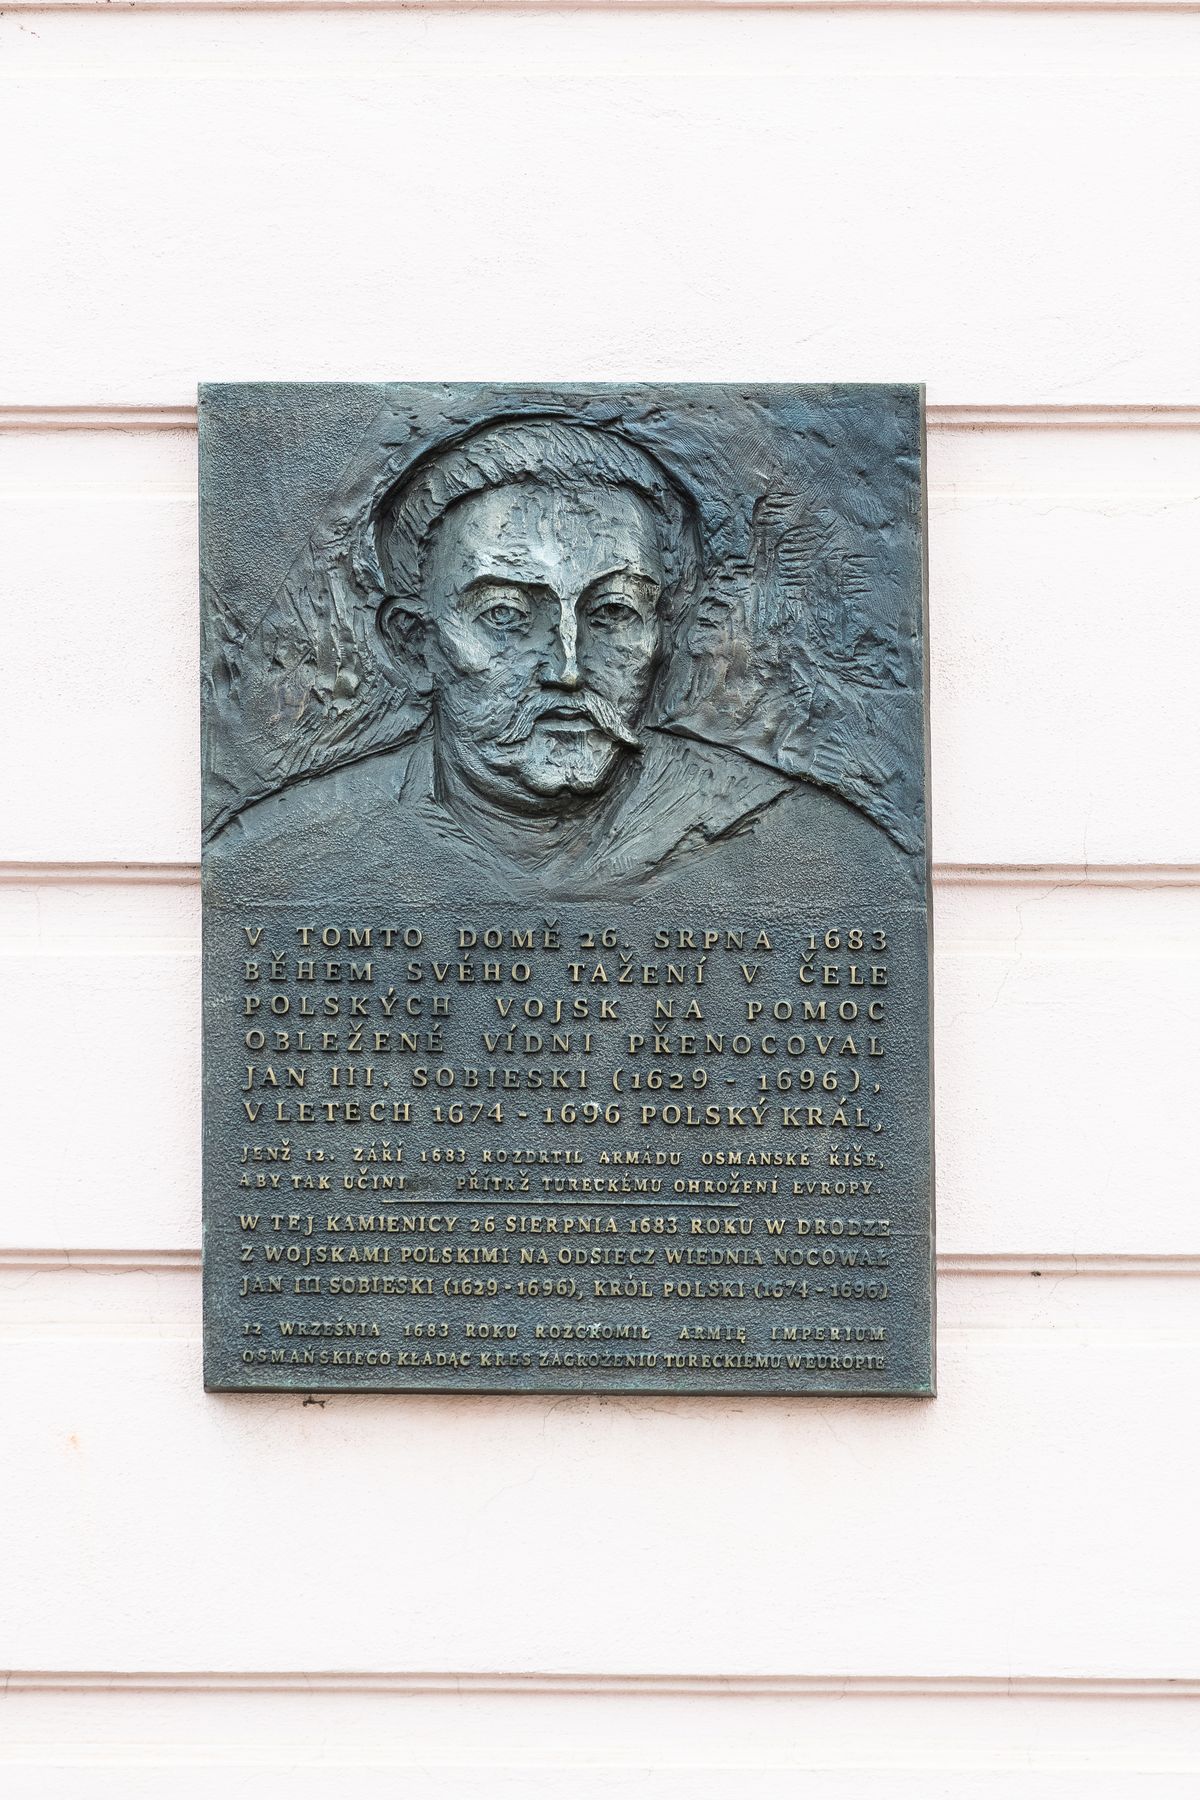 V TOMTO DOMĚ 26. SRPNA 1683
BĚHEM SVÉHO TAŽENÍ V ČELE
POLSKÝCH VOJSK NA POMOC
OBLEŽENÉ VÍDNI PŘENOCOVAL
JAN III. SOBIESKI (1629 - 1696),
V LETECH 1674 - 1696 POLSKÝ KRÁL,
JENŽ 12. ZÁŘÍ 1683 ROZDRTIL ARMÁDU OSMANSKÉ ŘÍŠE,
ABY TAK UČINIL PŘÍTRŽ TURECKÉMU OHROŽENÍ EVROPY.
W TEJ KAMIENICY 26 SIERPNIA 1683 ROKU W DRODZE
Z WOJSKAMI POLSKIMI NA ODSIECZ WIEDNIA NOCOWAŁ
JAN III SOBIESKI (1629 - 1696), KRÓL POLSKI (1674 - 1696)
12 WRZEŚNIA 1683 ROKU ROZGROMIŁ ARMIĘ IMPERIUM
OSMAŃSKIEGO KŁADĄC KRES ZAGROŻENIU TURECKIEMU W EUROPIE